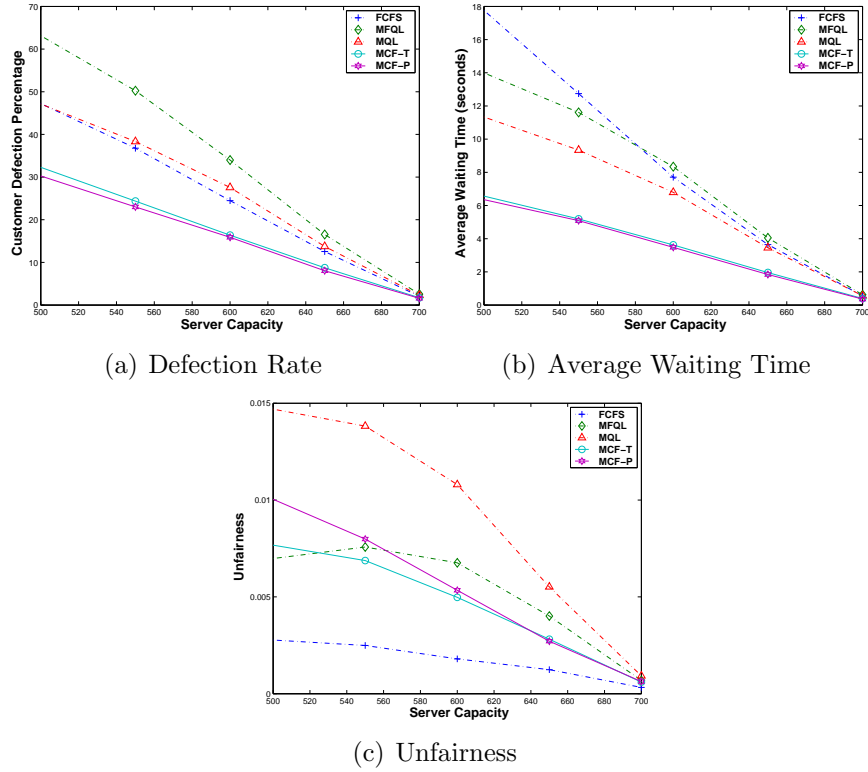 70
60
50
40
30
20
10
0
Customer Defection Percentage
500 520 540 560 580 600 620 640 660 680 700
Server Capacity
FCFS
MFQL
MQL
MCF-T
MCF-P
(a) Defection Rate
18
16
14
12
10
8
6
4
2
0
Average Waiting Time (seconds)
500 520 540 560 580 600 620 640 660 680 700
Server Capacity
FCFS
MFQL
MQL
MCF-T
MCF-P
(b) Average Waiting Time
0.015
0.01
0.005
0
Unfairness
500 520 540 560 580 600 620 640 660 680 700
Server Capacity
FCFS
MFQL
MQL
MCF-T
MCF-P
(c) Unfairness